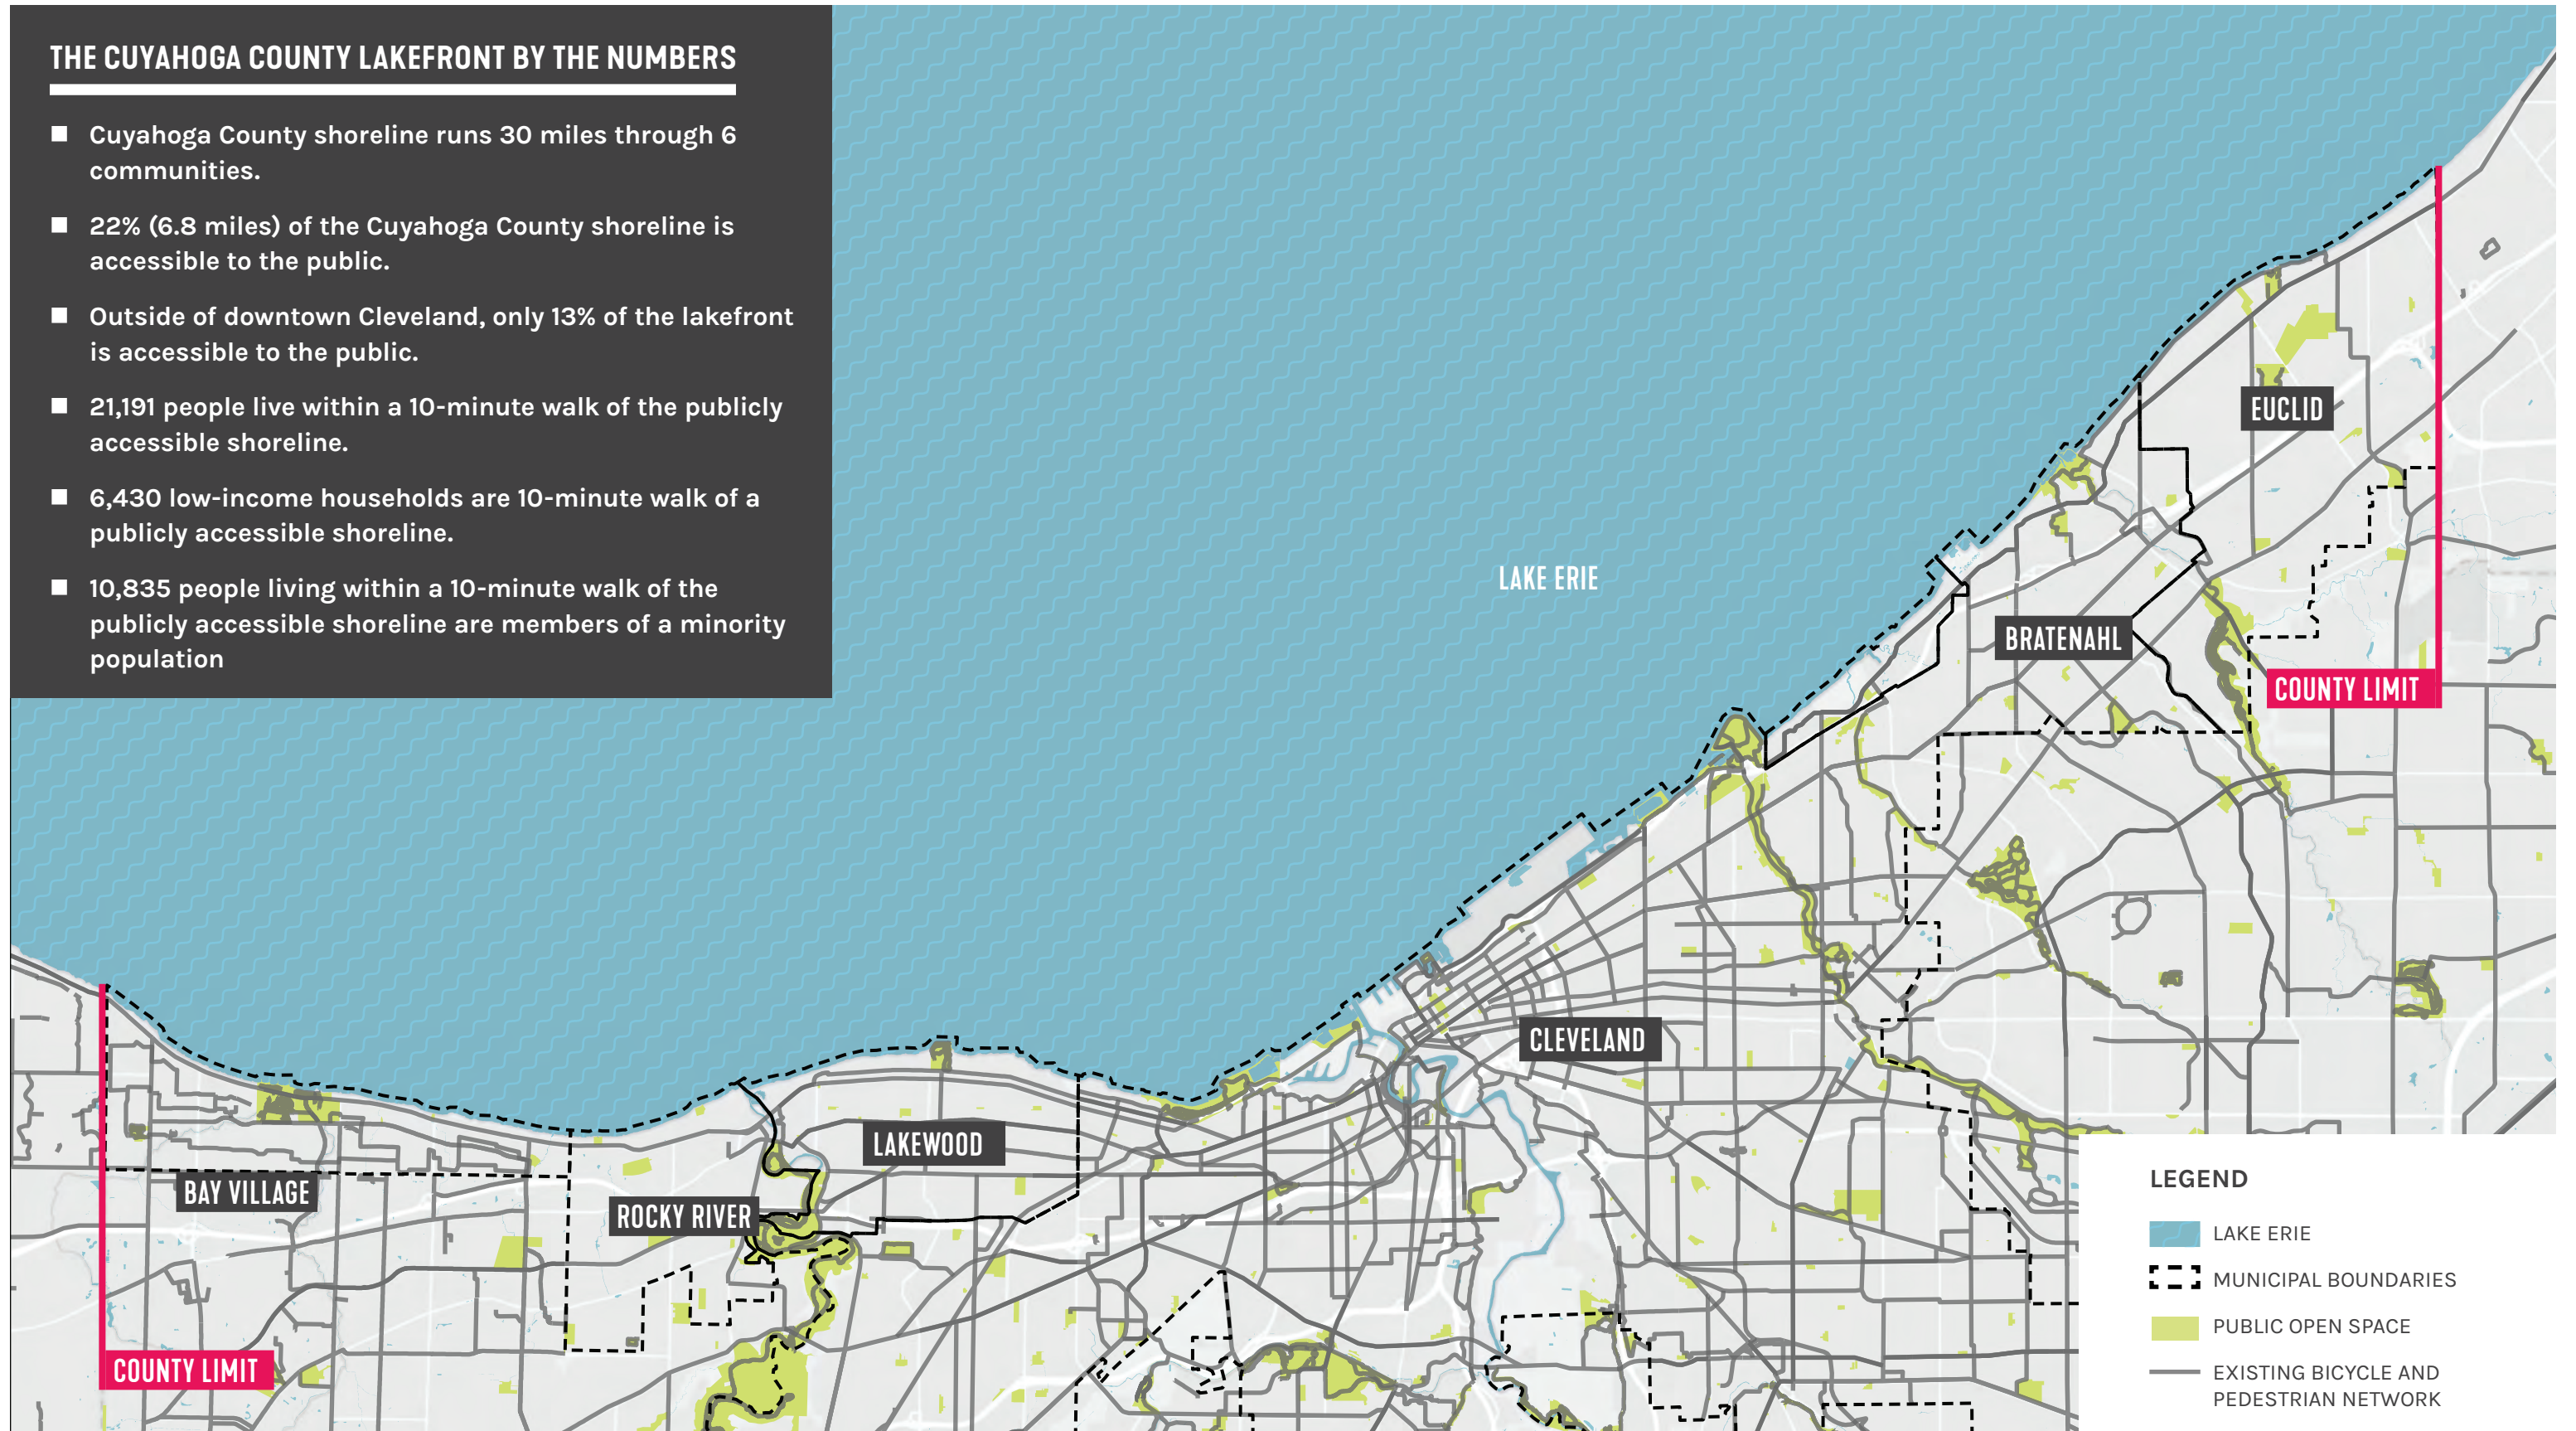 THE CUYAHOGA COUNTY LAKEFRONT BY THE NUMBERS
Cuyahoga County shoreline runs 30 miles through 6
communities.
22% (6.8 miles) of the Cuyahoga County shoreline is
accessible to the public.
Outside of downtown Cleveland, only 13% of the lakefront
is accessible to the public.
21,191 people live within a 10-minute walk of the publicly
accessible shoreline.
6,430 low-income households are 10-minute walk of a
publicly accessible shoreline.
10,835 people living within a 10-minute walk of the
publicly accessible shoreline are members of a minority
population
LAKE ERIE
EUCLID
BRATENAHL
COUNTY LIMIT
CLEVELAND
LAKEWOOD
BAY VILLAGE
ROCKY RIVER
COUNTY LIMIT
LEGEND
LAKE ERIE
MUNICIPAL BOUNDARIES
PUBLIC OPEN SPACE
EXISTING BICYCLE AND
PEDESTRIAN NETWORK